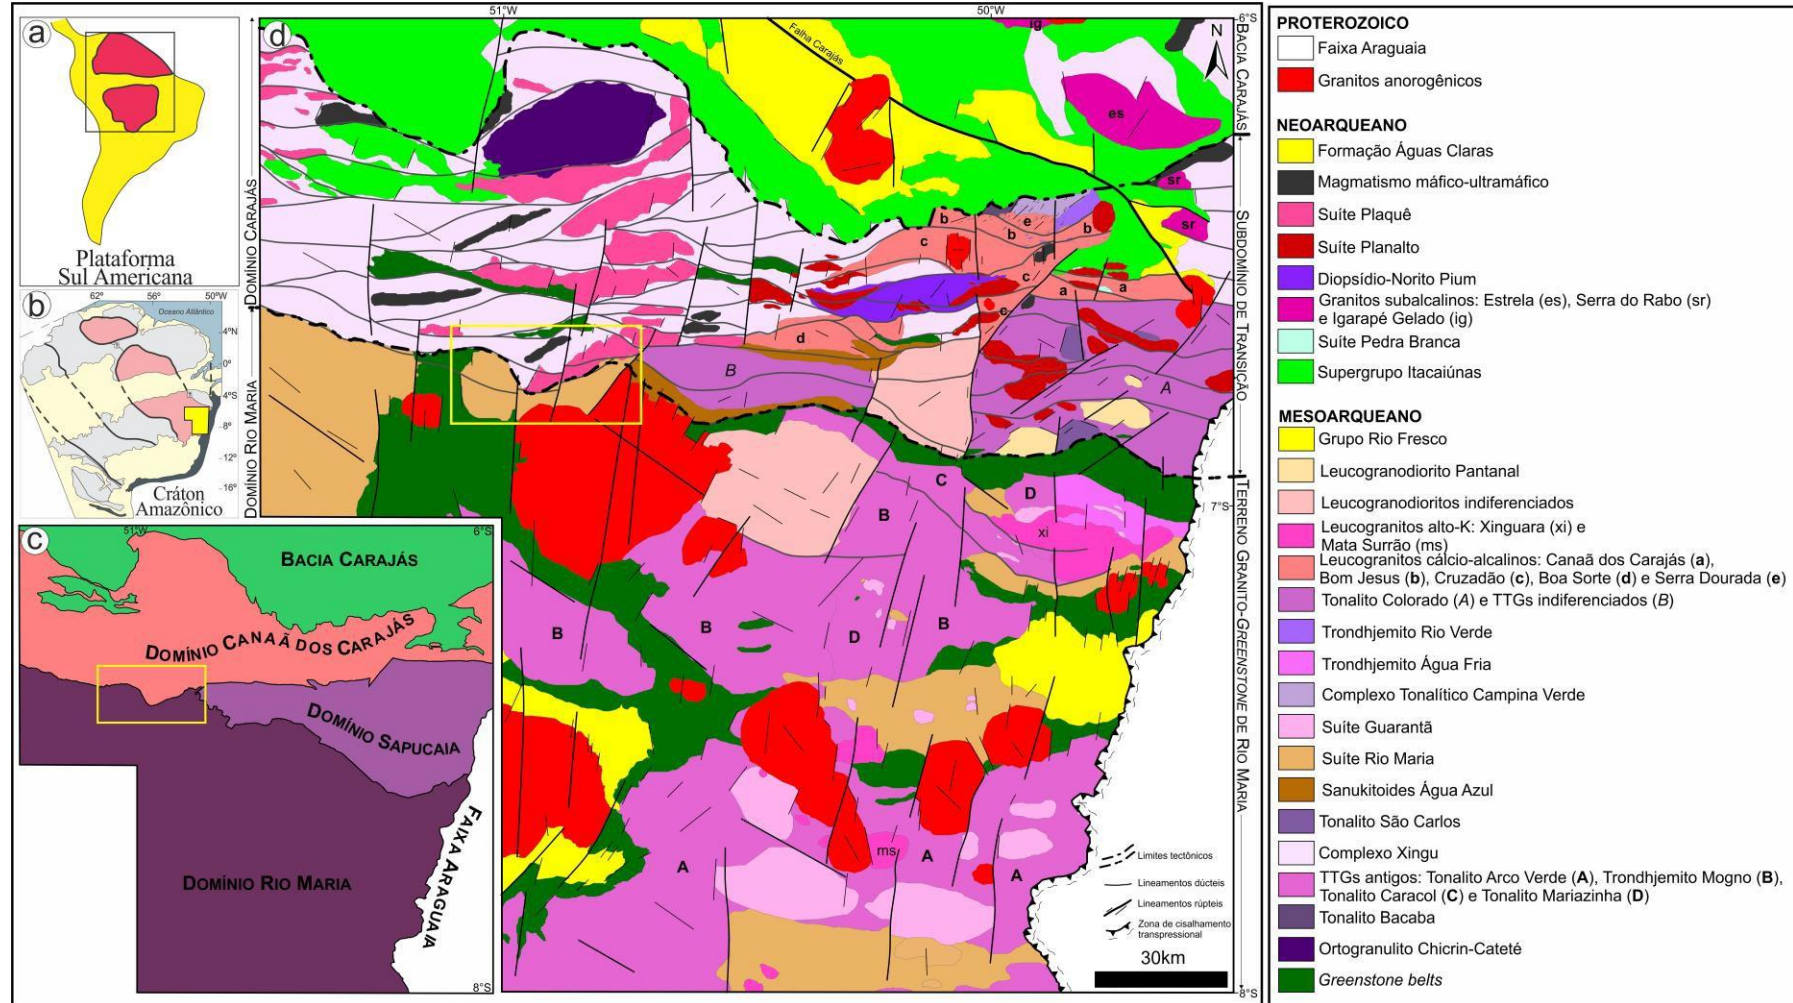 a
Plataforma
Sul Americana
b
62°
56°
50°W
Oceano Atlântico
4°N
0°
4°S
8°
12°
16°
Cráton
Amazônico
c
51°W
6°S
BACIA CARAJÁS
DOMÍNIO CANAÃ DOS CARAJÁS
DOMÍNIO SAPUCAIA
DOMÍNIO RIO MARIA
FAIXA ARAGUAIA
8°S
d
51°W
50°W
6°S
7°S
8°S
N
Falha Carajás
ig
es
sr
sr
b
e
b
b
c
c
a
a
c
d
B
A
C
D
B
xi
B
B
D
B
ms
A
A
A
DOMÍNIO CARAJÁS
DOMÍNIO RIO MARIA
BACIA CARAJÁS
SUBDOMÍNIO DE TRANSIÇÃO
TERRENO GRANITO-GREENSTONE DE RIO MARIA
Limites tectônicos
Lineamentos dúcteis
Lineamentos rúpteis
Zona de cisalhamento
transpressional
30km
PROTEROZOICO
Faixa Araguaia
Granitos anorogênicos
NEOARQUEANO
Formação Águas Claras
Magmatismo máfico-ultramáfico
Suíte Plaquê
Suíte Planalto
Diopsídio-Norito Pium
Granitos subalcalinos: Estrela (es), Serra do Rabo (sr)
e Igarapé Gelado (ig)
Suíte Pedra Branca
Supergrupo Itacaiúnas
MESOARQUEANO
Grupo Rio Fresco
Leucogranodiorito Pantanal
Leucogranodioritos indiferenciados
Leucogranitos alto-K: Xinguara (xi) e
Mata Surrão (ms)
Leucogranitos cálcio-alcalinos: Canaã dos Carajás (a),
Bom Jesus (b), Cruzadão (c), Boa Sorte (d) e Serra Dourada (e)
Tonalito Colorado (A) e TTGs indiferenciados (B)
Trondhjemito Rio Verde
Trondhjemito Água Fria
Complexo Tonalítico Campina Verde
Suíte Guarantã
Suíte Rio Maria
Sanukitoides Água Azul
Tonalito São Carlos
Complexo Xingu
TTGs antigos: Tonalito Arco Verde (A), Trondhjemito Mogno (B),
Tonalito Caracol (C) e Tonalito Mariazinha (D)
Tonalito Bacaba
Ortogranulito Chicrin-Cateté
Greenstone belts